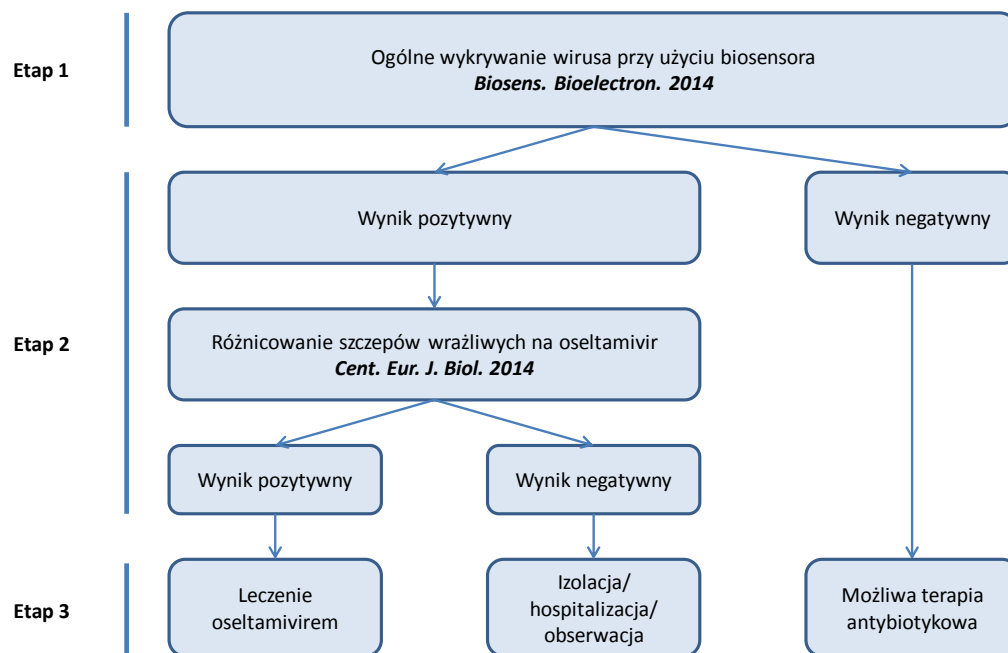 Etap 1
Ogólne wykrywanie wirusa przy użyciu biosensora
Biosens. Bioelectron. 2014
Etap 2
Wynik pozytywny
Wynik negatywny
Różnicowanie szczepów wrażliwych na oseltamivir
Cent. Eur. J. Biol. 2014
Wynik pozytywny
Wynik negatywny
Etap 3
Leczenie
oseltamivirem
Izolacja/
hospitalizacja/
obserwacja
Możliwa terapia
antybiotykowa